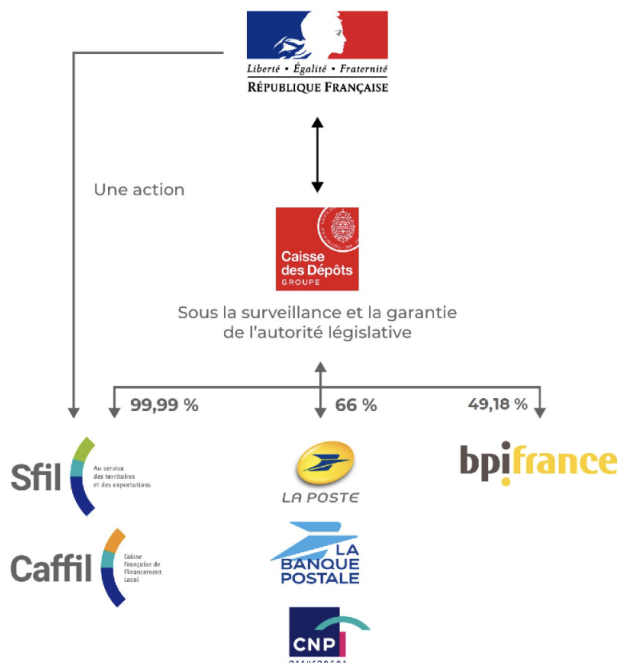 Liberté • Égalité • Fraternité
RÉPUBLIQUE FRANÇAISE
Une action
Caisse
des Dépôts
GROUPE
Sous la surveillance et la garantie
de l'autorité législative
99,99 %
66 %
49,18 %
Sfil
Au service
des territoires
et des exportations
LA POSTE
bpifrance
Caffil
Caisse
Française de
Financement
Local
LA
BANQUE
POSTALE
CNP